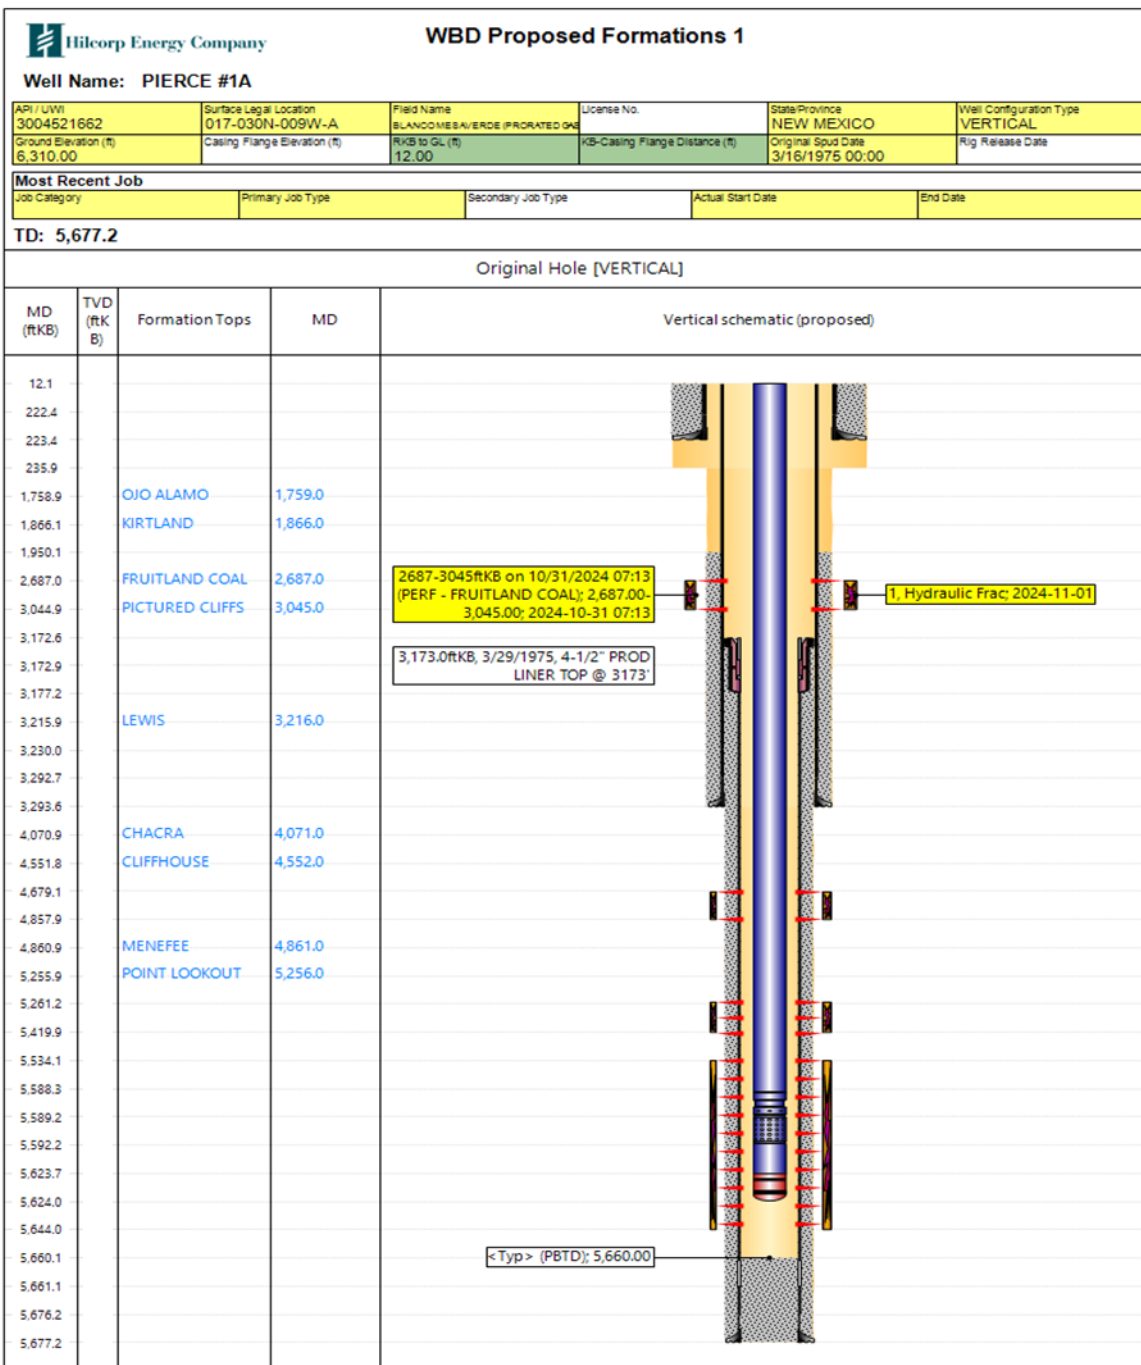 Hilcorp Energy Company
WBD Proposed Formations 1
Well Name: PIERCE #1A
API / UWI
3004521662
Surface Legal Location
017-030N-009W-A
Field Name
BLANCO MESAVERDE (PRORATED GAS
License No.
State/Province
NEW MEXICO
Well Configuration Type
VERTICAL
Ground Elevation (ft)
6,310.00
Casing Flange Elevation (ft)
RKB to GL (ft)
12.00
KB-Casing Flange Distance (ft)
Original Spud Date
3/16/1975 00:00
Rig Release Date
Most Recent Job
Job Category
Primary Job Type
Secondary Job Type
Actual Start Date
End Date
TD: 5,677.2
Original Hole [VERTICAL]
MD
(ftKB)
TVD
(ftK
B)
Formation Tops
MD
Vertical schematic (proposed)
12.1
222.4
223.4
235.9
1,758.9 OJO ALAMO 1,759.0
1,866.1 KIRTLAND 1,866.0
1,950.1
2,687.0 FRUITLAND COAL 2,687.0
2687-3045ftKB on 10/31/2024 07:13
(PERF - FRUITLAND COAL); 2,687.00-
3,045.00; 2024-10-31 07:13
1, Hydraulic Frac; 2024-11-01
3,044.9 PICTURED CLIFFS 3,045.0
3,172.6
3,172.9
3,173.0ftKB, 3/29/1975, 4-1/2" PROD
LINER TOP @ 3173'
3,177.2
3,215.9 LEWIS 3,216.0
3,230.0
3,292.7
3,293.6
4,070.9 CHACRA 4,071.0
4,551.8 CLIFFHOUSE 4,552.0
4,679.1
4,857.9
4,860.9 MENEFEE 4,861.0
5,255.9 POINT LOOKOUT 5,256.0
5,261.2
5,419.9
5,534.1
5,588.3
5,589.2
5,592.2
5,623.7
5,624.0
5,644.0
5,660.1 <Typ> (PBTD); 5,660.00
5,661.1
5,676.2
5,677.2